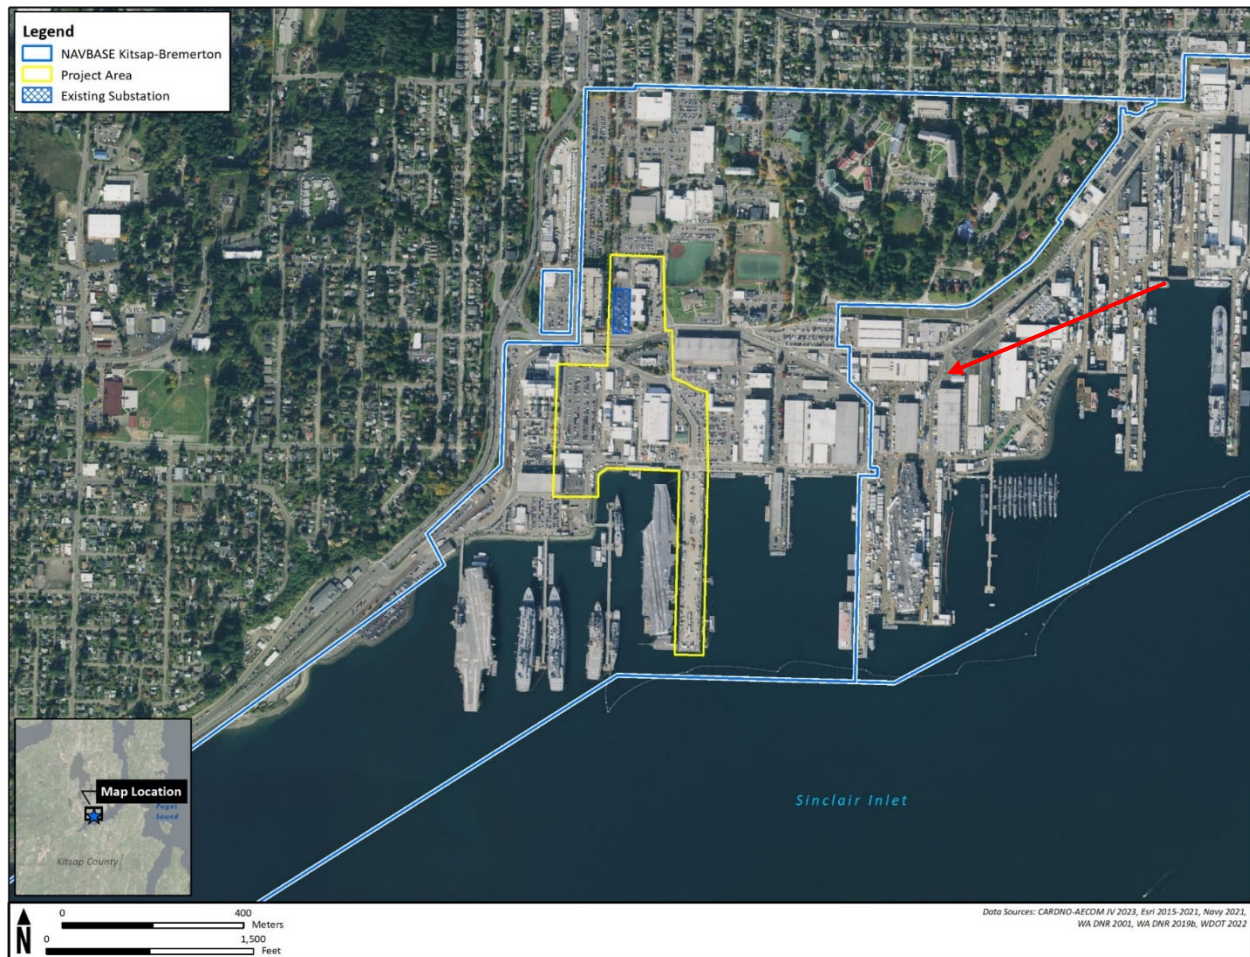 Legend
NAVBASE Kitsap-Bremerton
Project Area
Existing Substation
Sinclair Inlet
Map Location
Puget
Sound
Kitsap County
N
0 400
Meters
0 1,500
Feet
Data Sources: CARDNO-AECOM JV 2023, Esri 2015-2021, Navy 2021,
WA DNR 2001, WA DNR 2019b, WDOT 2022